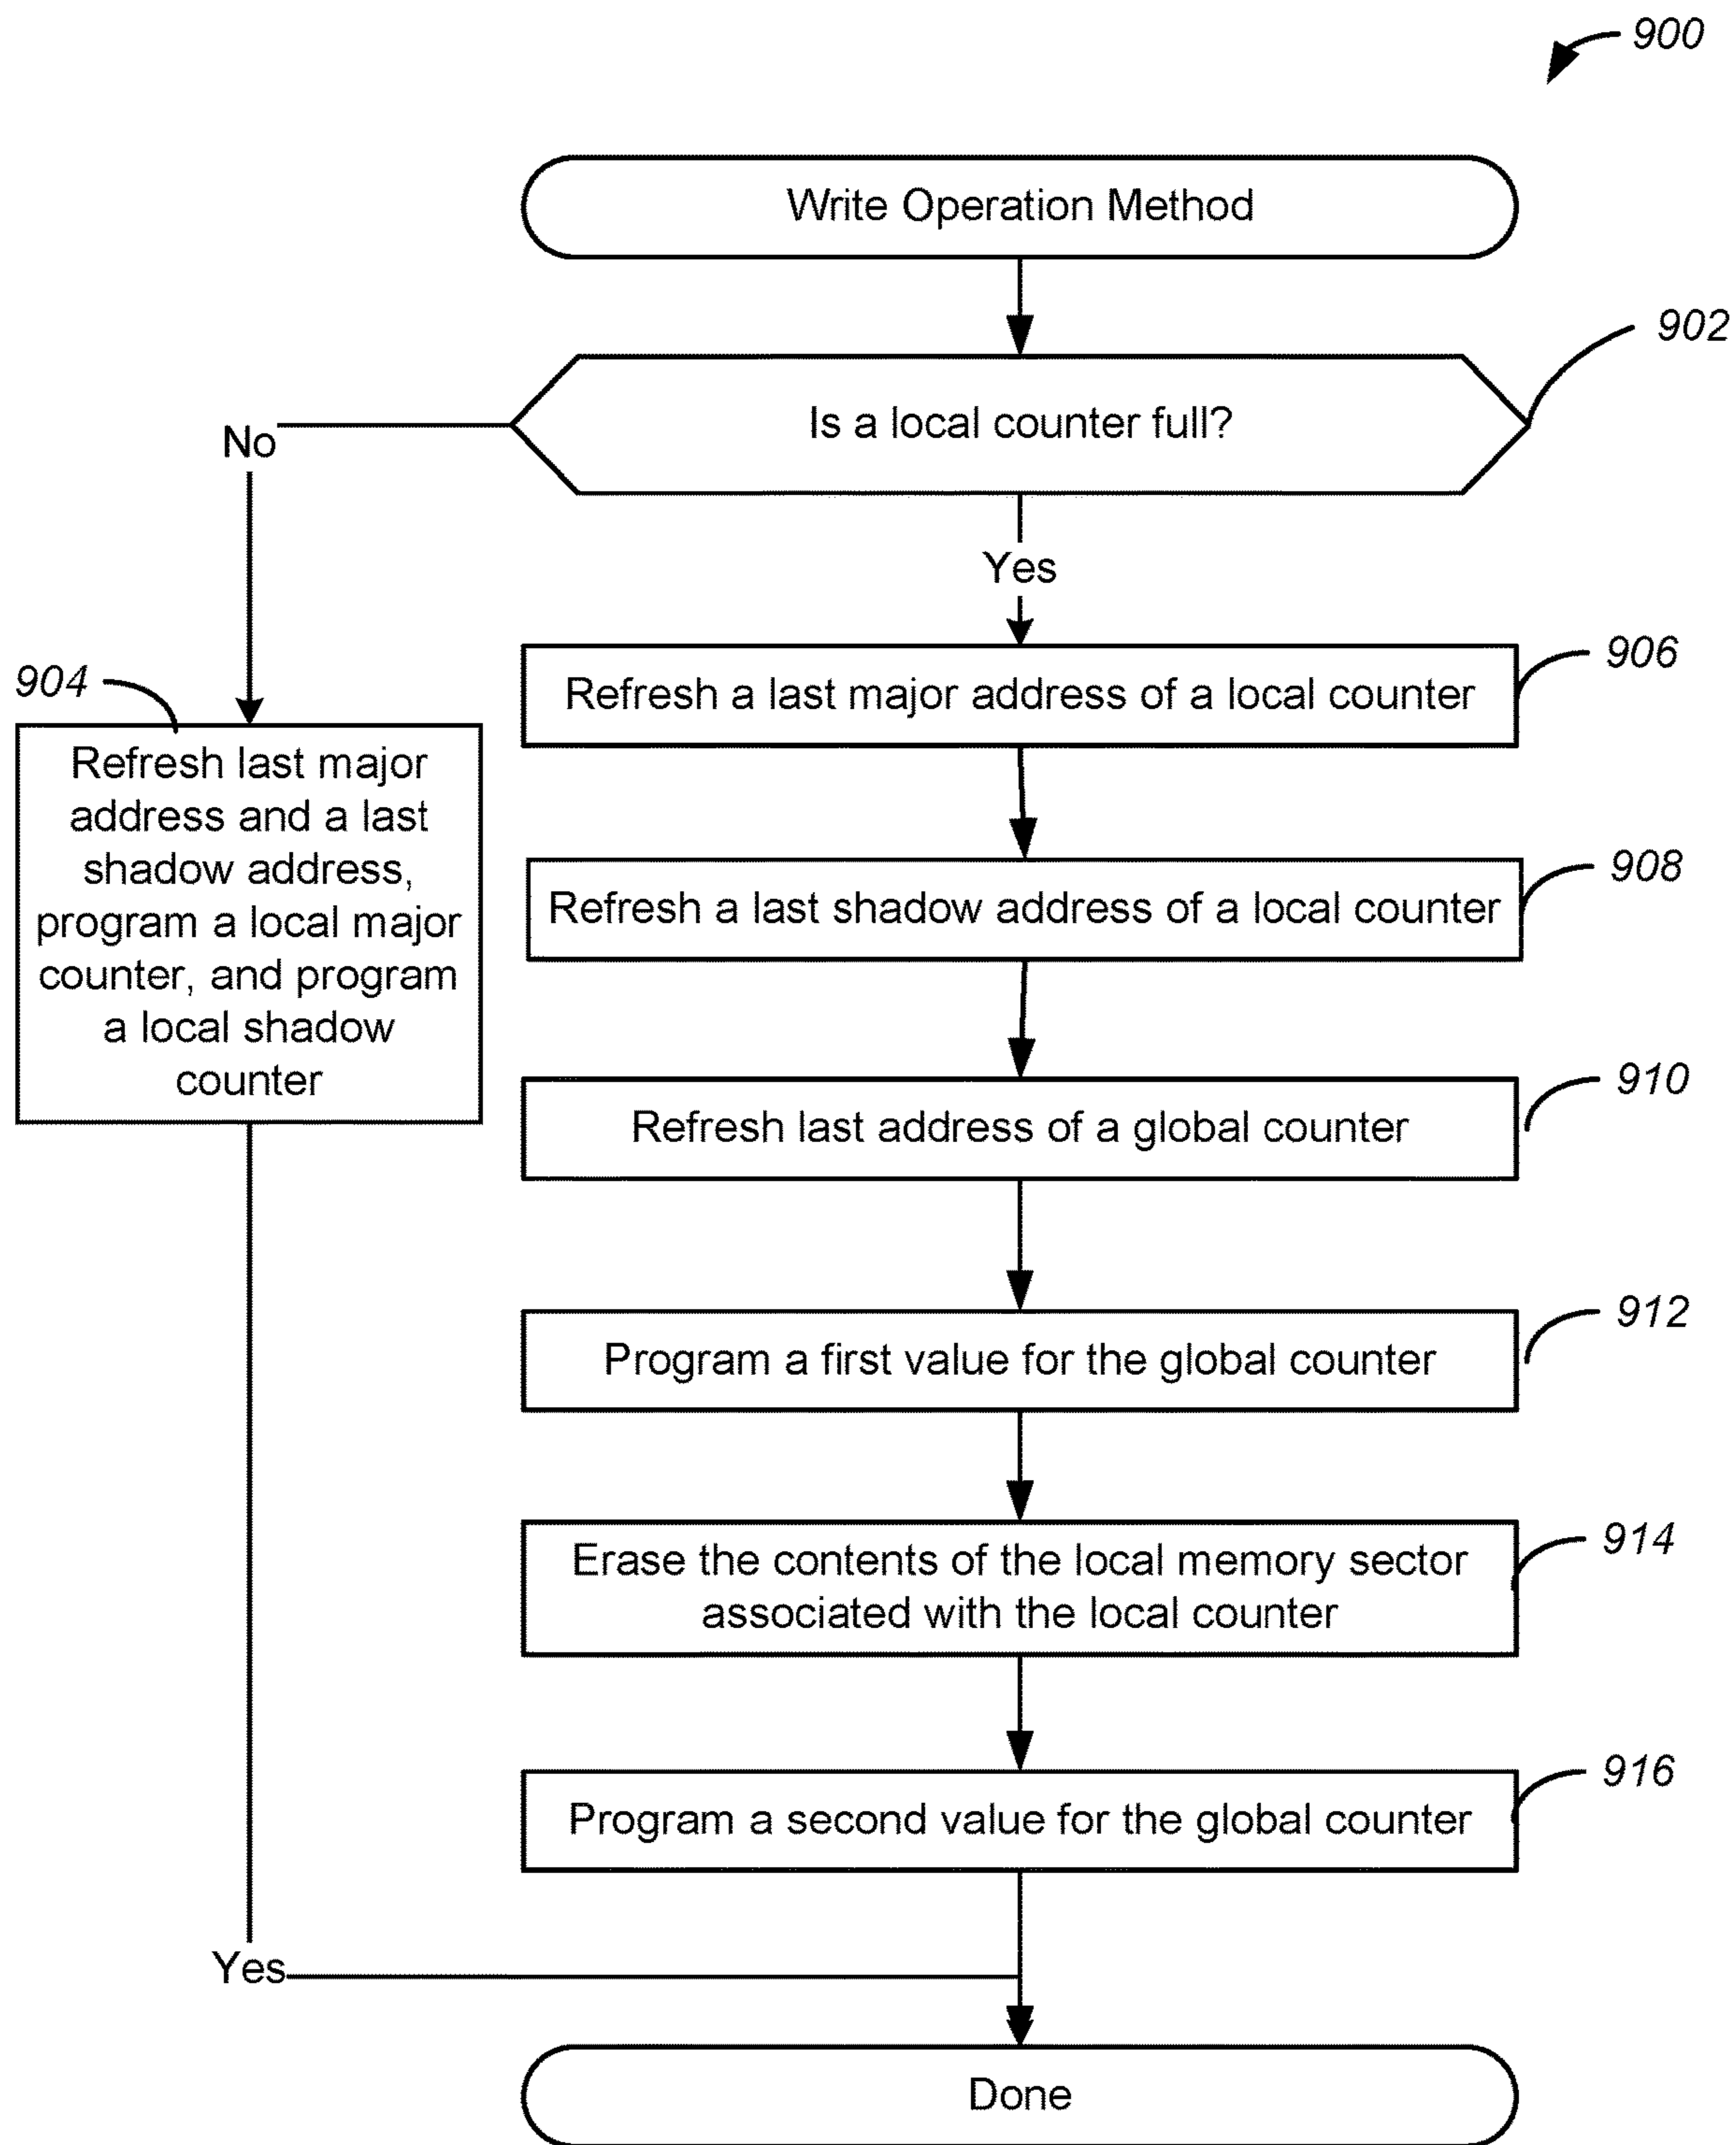 900
Write Operation Method
902
Is a local counter full?
No
Yes
906
Refresh a last major address of a local counter
904
Refresh last major
address and a last
shadow address,
program a local major
counter, and program
a local shadow
counter
908
Refresh a last shadow address of a local counter
910
Refresh last address of a global counter
912
Program a first value for the global counter
914
Erase the contents of the local memory sector
associated with the local counter
916
Program a second value for the global counter
Yes
Done